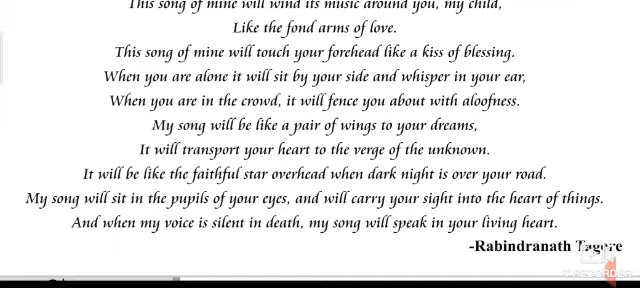 This song of mine will wind its music around you, my child,
Like the fond arms of love.
This song of mine will touch your forehead like a kiss of blessing.
When you are alone it will sit by your side and whisper in your ear,
When you are in the crowd, it will fence you about with aloofness.
My song will be like a pair of wings to your dreams,
It will transport your heart to the verge of the unknown.
It will be like the faithful star overhead when dark night is over your road.
My song will sit in the pupils of your eyes, and will carry your sight into the heart of things.
And when my voice is silent in death, my song will speak in your living heart.
-Rabindranath Tagore
RECORDER